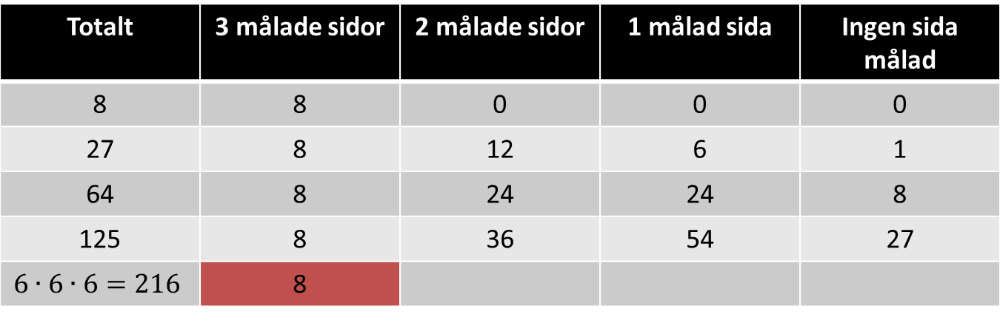 Totalt 3 målade sidor 2 målade sidor 1 målad sida Ingen sida
målad
8 8 0 0 0
27 8 12 6 1
64 8 24 24 8
125 8 36 54 27
6 · 6 · 6 = 216 8